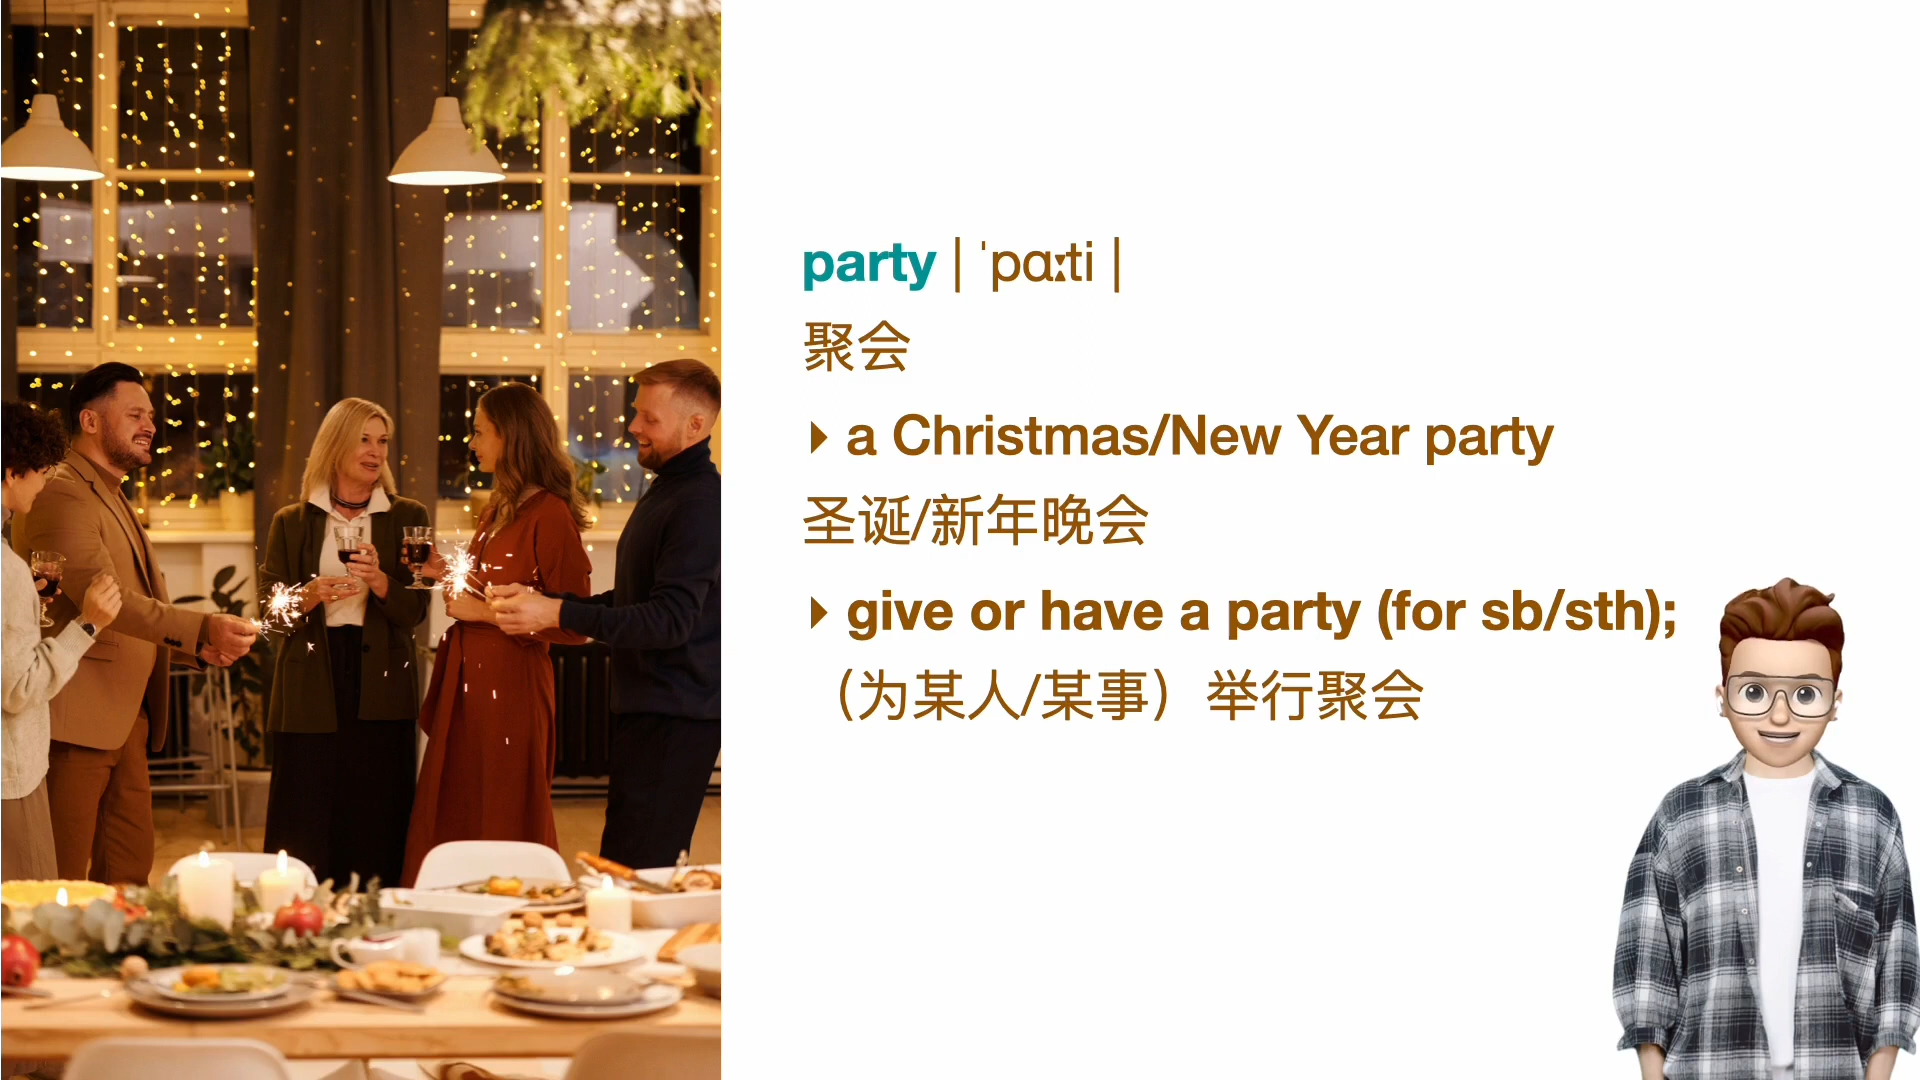 party | ˈpɑːti |
聚会
‣ a Christmas/New Year party
圣诞/新年晚会
‣ give or have a party (for sb/sth);
（为某人/某事）举行聚会